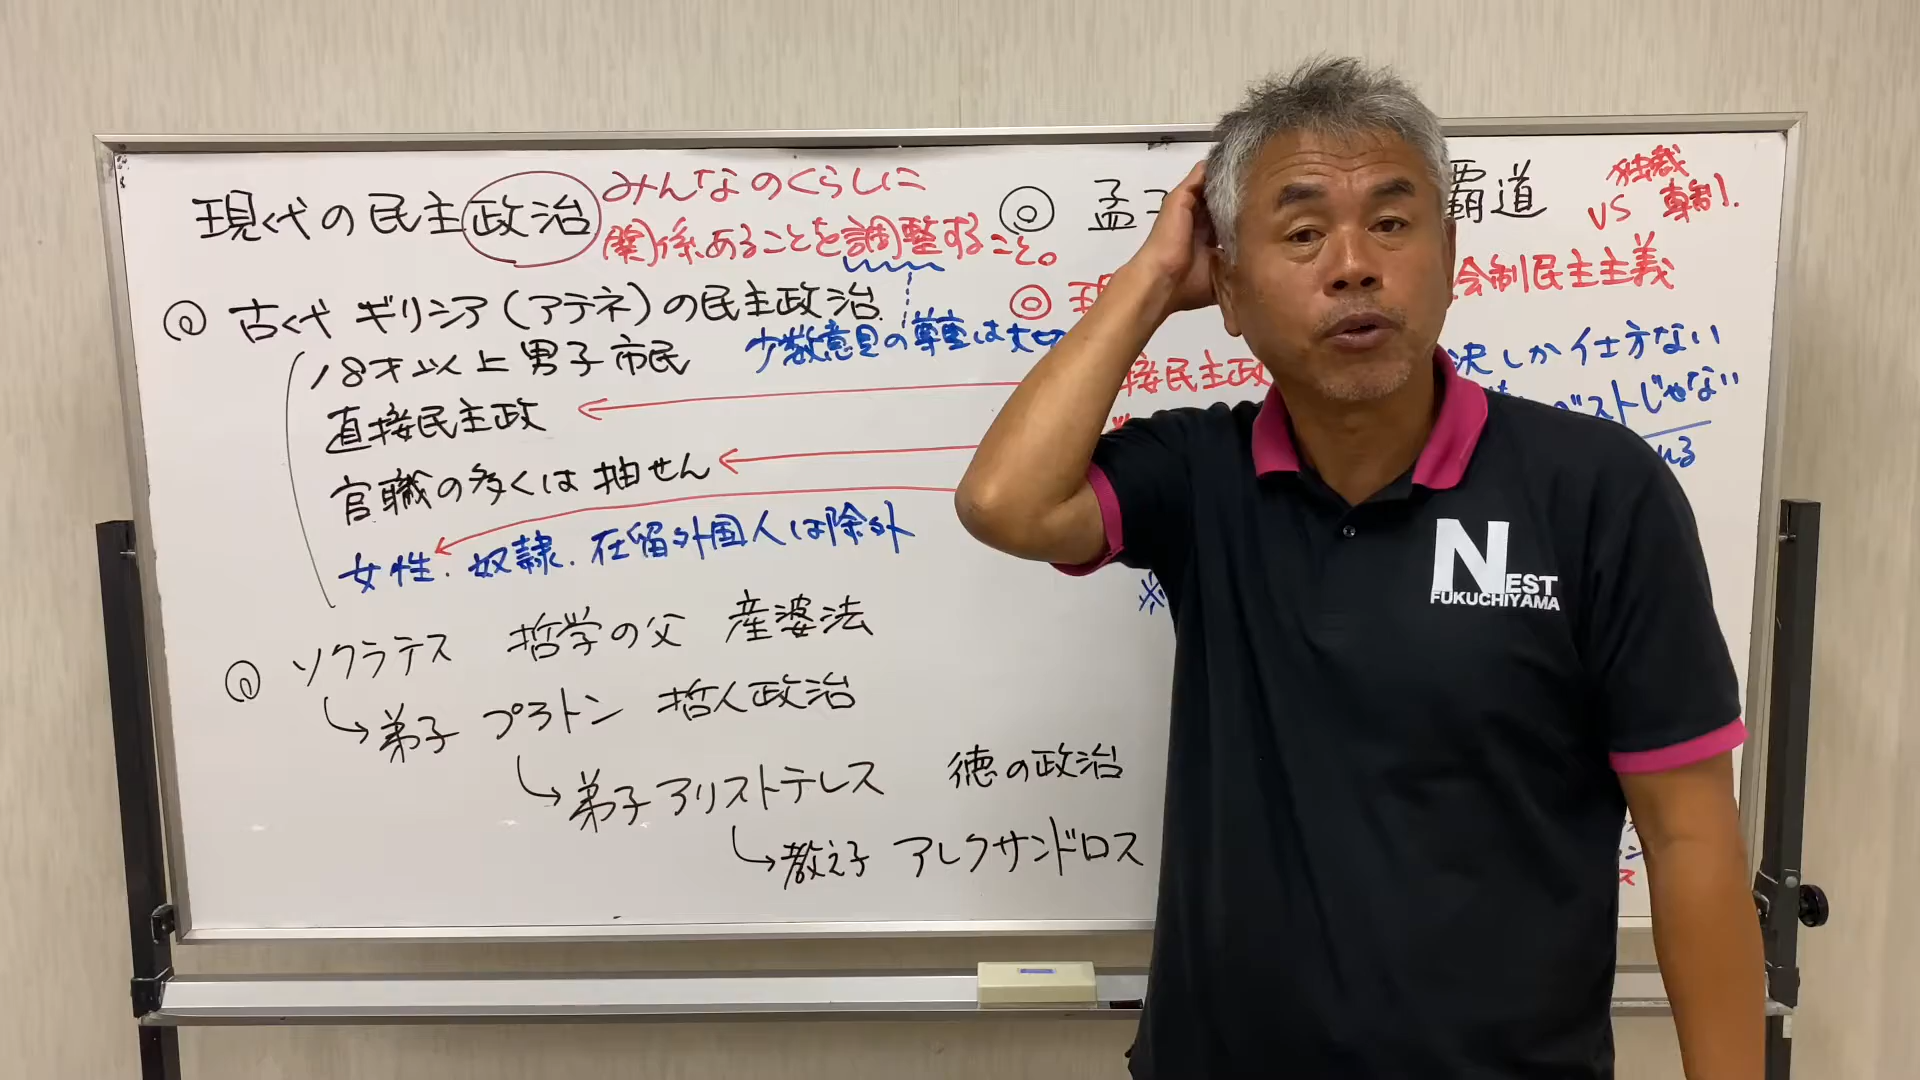 現代の民主政治
みんなのくらしに
関係あることを調整すること。
◎ 古代 ギリシア(アテネ)の民主政治
18才以上 男子 市民
少数意見の尊重は大切
直接民主政
官職の多くは 抽せん
女性. 奴隷. 在留外国人は除外
◎ ソクラテス 哲学の父 産婆法
弟子 プラトン 哲人政治
弟子 アリストテレス 徳の政治
教え子 アレクサンドロス
◎ 孟子
覇道
VS
独裁
専制.
◎ 現
会制民主主義
接民主政
決しか仕方ない
ベストじゃない
れる
※
NEST
FUKUCHIYAMA